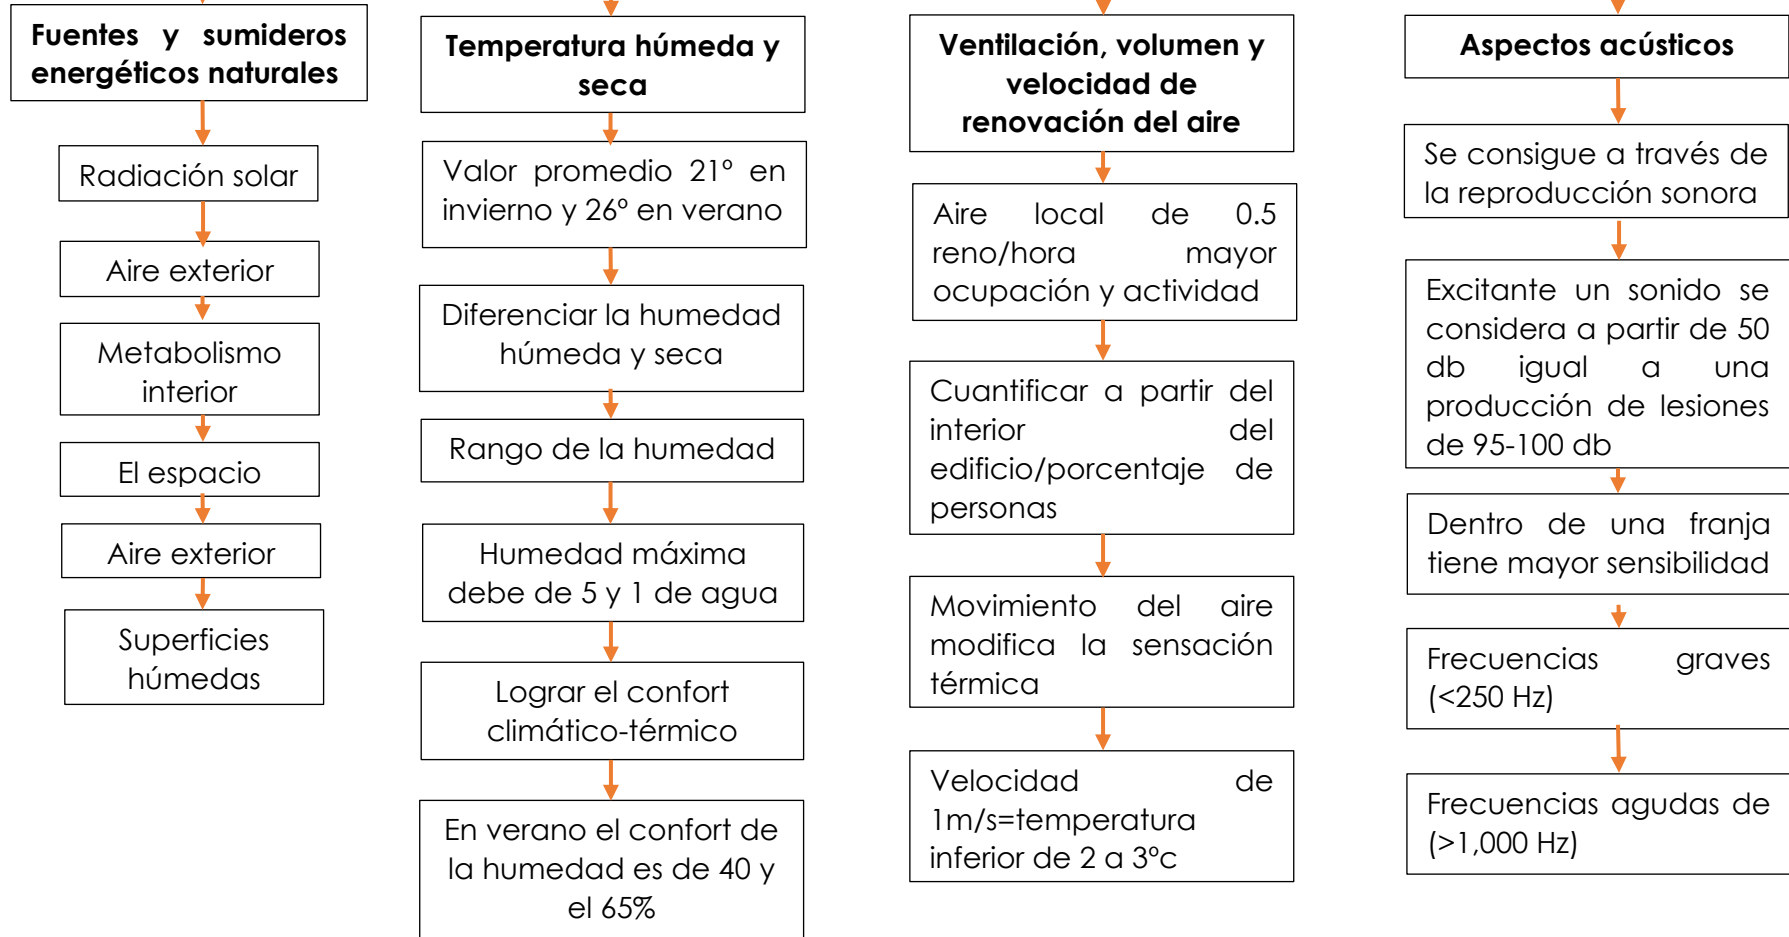 Fuentes y sumideros
energéticos naturales
Radiación solar
Aire exterior
Metabolismo
interior
El espacio
Aire exterior
Superficies
húmedas
Temperatura húmeda y
seca
Valor promedio 21º en
invierno y 26º en verano
Diferenciar la humedad
húmeda y seca
Rango de la humedad
Humedad máxima
debe de 5 y 1 de agua
Lograr el confort
climático-térmico
En verano el confort de
la humedad es de 40 y
el 65%
Ventilación, volumen y
velocidad de
renovación del aire
Aire local de 0.5
reno/hora mayor
ocupación y actividad
Cuantificar a partir del
interior del
edificio/porcentaje de
personas
Movimiento del aire
modifica la sensación
térmica
Velocidad de
1m/s=temperatura
inferior de 2 a 3ºc
Aspectos acústicos
Se consigue a través de
la reproducción sonora
Excitante un sonido se
considera a partir de 50
db igual a una
producción de lesiones
de 95-100 db
Dentro de una franja
tiene mayor sensibilidad
Frecuencias graves
(<250 Hz)
Frecuencias agudas de
(>1,000 Hz)